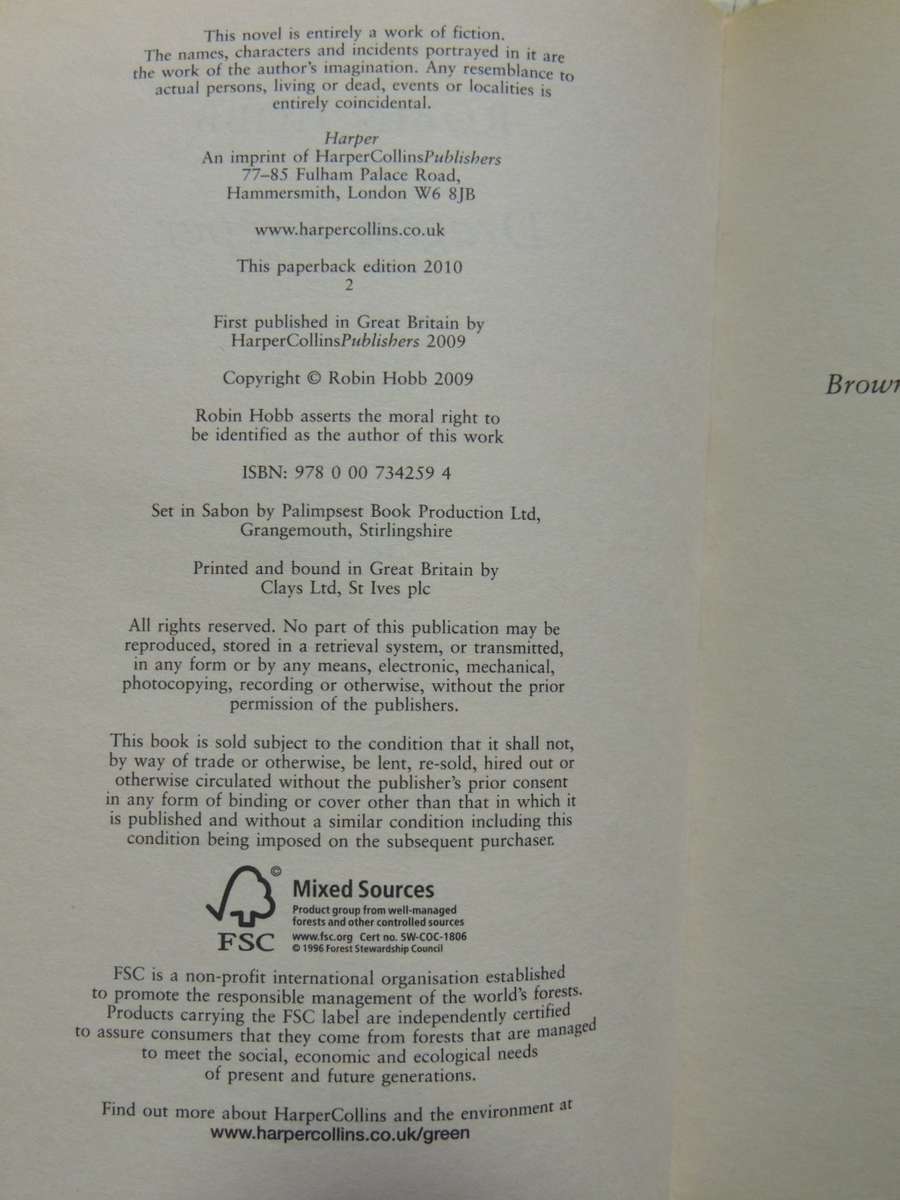 This novel is entirely a work of fiction.
The names, characters and incidents portrayed in it are
the work of the author's imagination. Any resemblance to
actual persons, living or dead, events or localities is
entirely coincidental.
Harper
An imprint of HarperCollinsPublishers
77–85 Fulham Palace Road,
Hammersmith, London W6 8JB
www.harpercollins.co.uk
This paperback edition 2010
2
First published in Great Britain by
HarperCollinsPublishers 2009
Copyright © Robin Hobb 2009
Robin Hobb asserts the moral right to
be identified as the author of this work
ISBN: 978 0 00 734259 4
Set in Sabon by Palimpsest Book Production Ltd,
Grangemouth, Stirlingshire
Printed and bound in Great Britain by
Clays Ltd, St Ives plc
All rights reserved. No part of this publication may be
reproduced, stored in a retrieval system, or transmitted,
in any form or by any means, electronic, mechanical,
photocopying, recording or otherwise, without the prior
permission of the publishers.
This book is sold subject to the condition that it shall not,
by way of trade or otherwise, be lent, re-sold, hired out or
otherwise circulated without the publisher's prior consent
in any form of binding or cover other than that in which it
is published and without a similar condition including this
condition being imposed on the subsequent purchaser.
©
FSC
Mixed Sources
Product group from well-managed
forests and other controlled sources
www.fsc.org Cert no. SW-COC-1806
© 1996 Forest Stewardship Council
FSC is a non-profit international organisation established
to promote the responsible management of the world's forests.
Products carrying the FSC label are independently certified
to assure consumers that they come from forests that are managed
to meet the social, economic and ecological needs
of present and future generations.
Find out more about HarperCollins and the environment at
www.harpercollins.co.uk/green
Brown